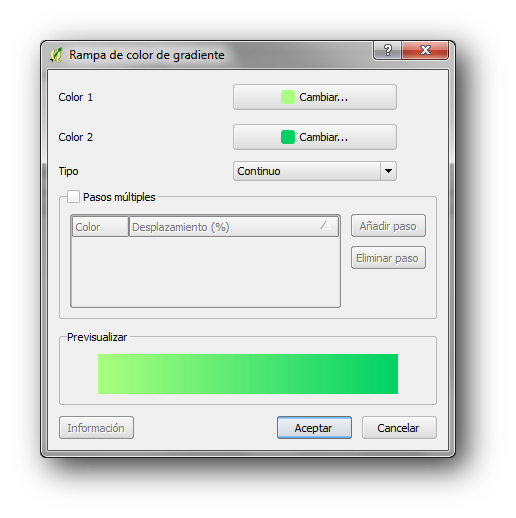 Rampa de color de gradiente
?
Color 1
Cambiar...
Color 2
Cambiar...
Tipo
Continuo
Pasos múltiples
Color
Desplazamiento (%)
Añadir paso
Eliminar paso
Previsualizar
Información
Aceptar
Cancelar